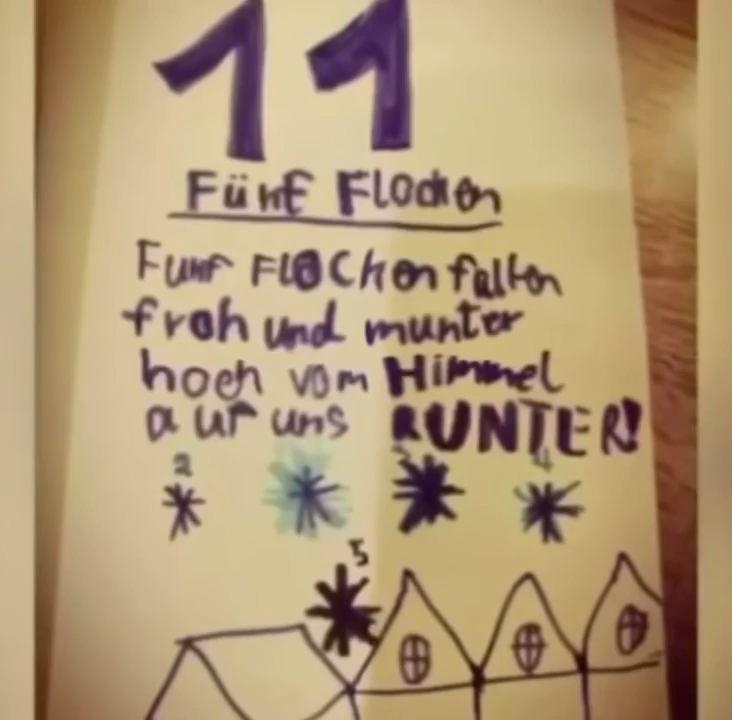 11
Fünf Flocken
Funf FLOCken fallen
froh und munter
hoch vom Himmel
auf uns RUNTER!
2 3 4
5